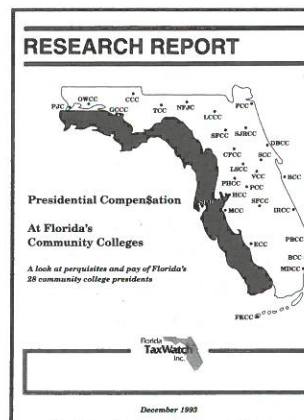 RESEARCH REPORT
PJC
OWCC
GCCC
CCC
TCC
NFJC
LCCC
FCC
SFCC
SJRCC
DBCC
CFCC
SCC
LSCC
VCC
BCC
PHCC
PCC
HCC
MCC
SFCC
IRCC
ECC
PBCC
BCC
MDCC
FKCC
Presidential Compen$ation
At Florida's
Community Colleges
A look at perquisites and pay of Florida's
28 community college presidents
Florida
TaxWatch
Inc.
December 1993